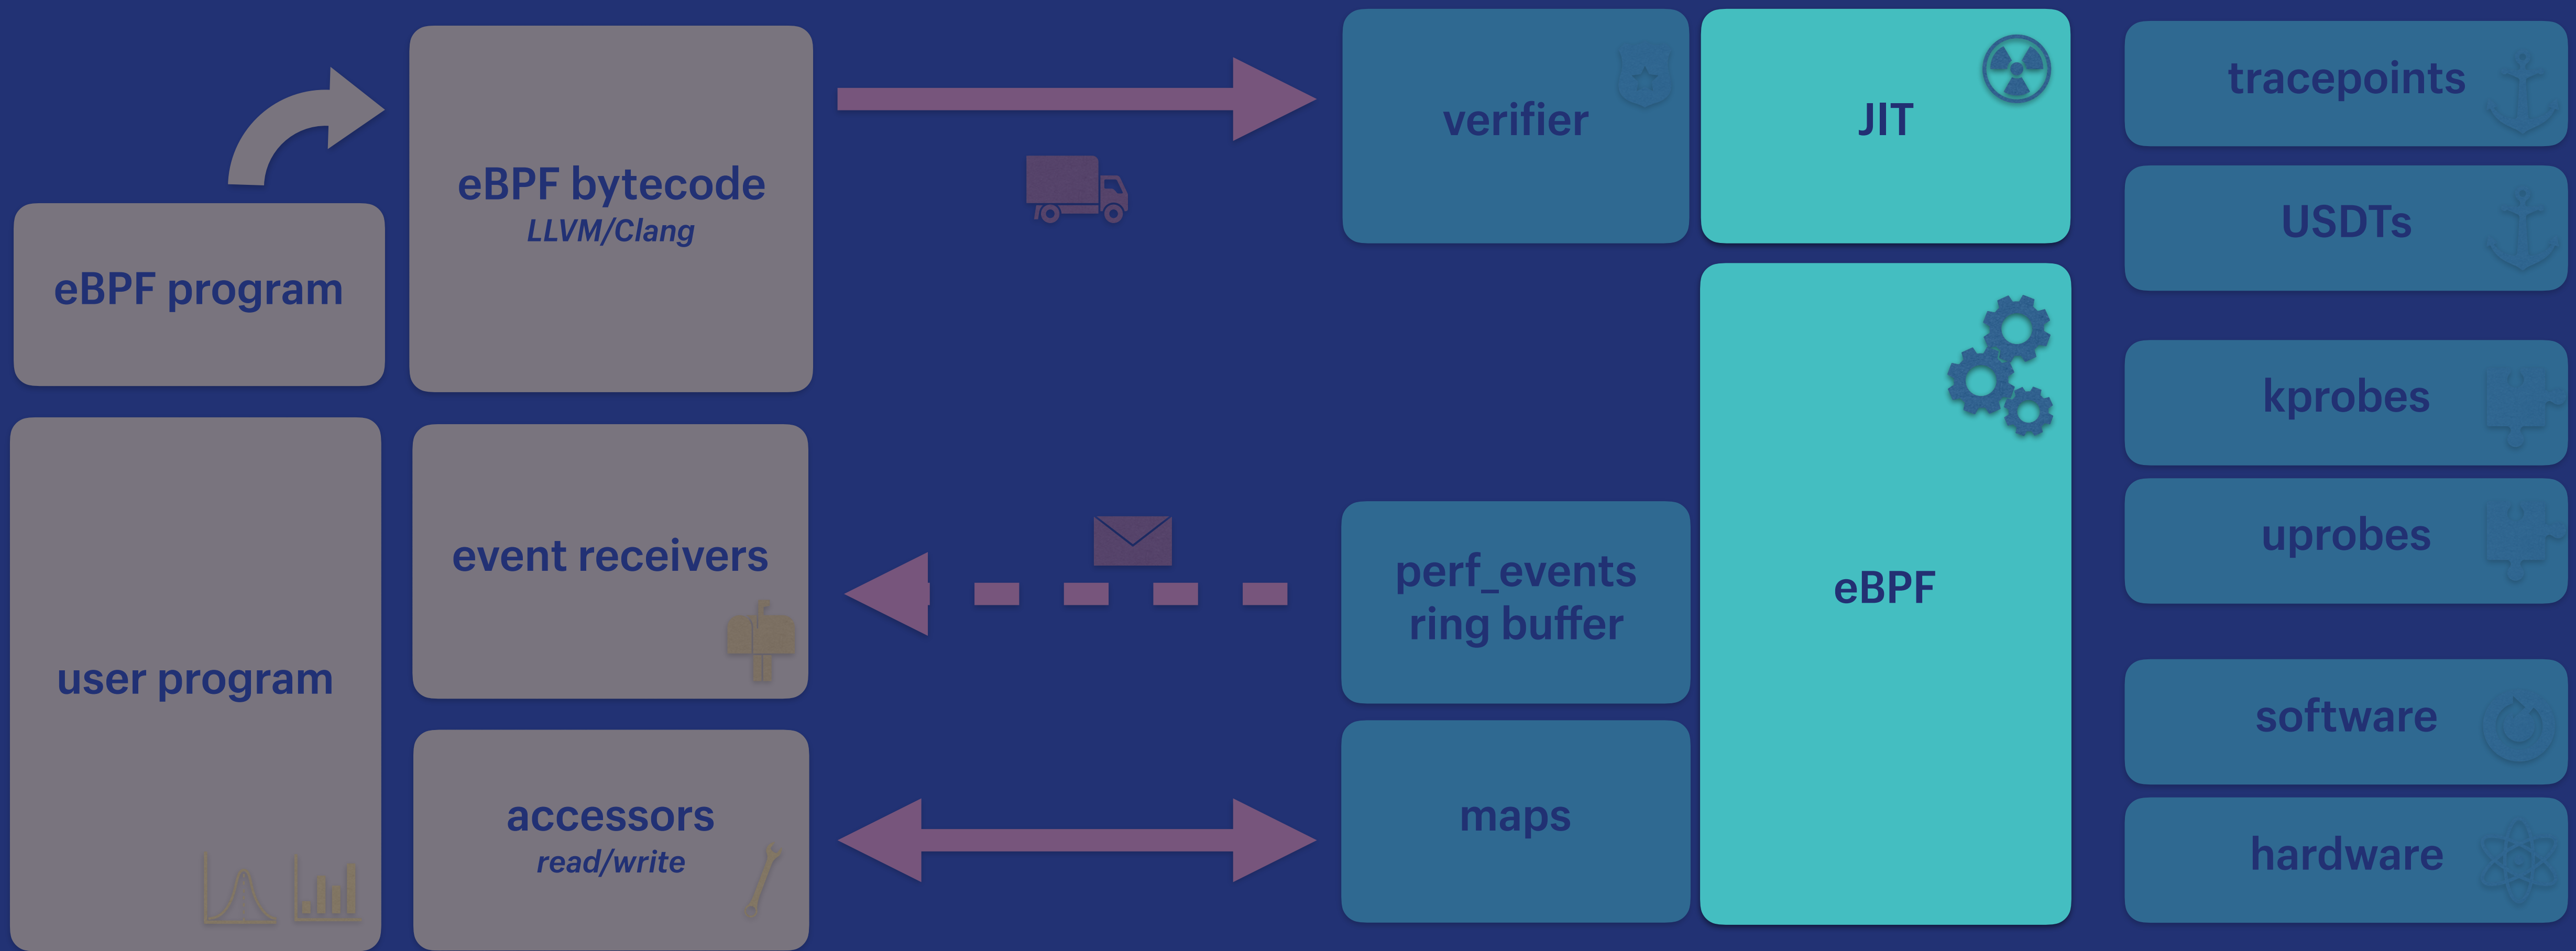 eBPF program
eBPF bytecode
LLVM/Clang
user program
event receivers
accessors
read/write
verifier
JIT
perf_events
ring buffer
maps
eBPF
tracepoints
USDTs
kprobes
uprobes
software
hardware